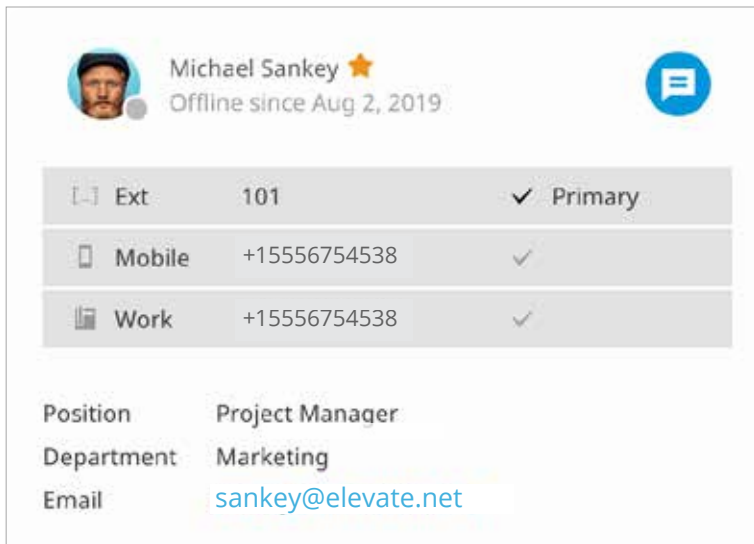 Michael Sankey
Offline since Aug 2, 2019
Ext 101 Primary
Mobile +15556754538
Work +15556754538
Position Project Manager
Department Marketing
Email sankey@elevate.net